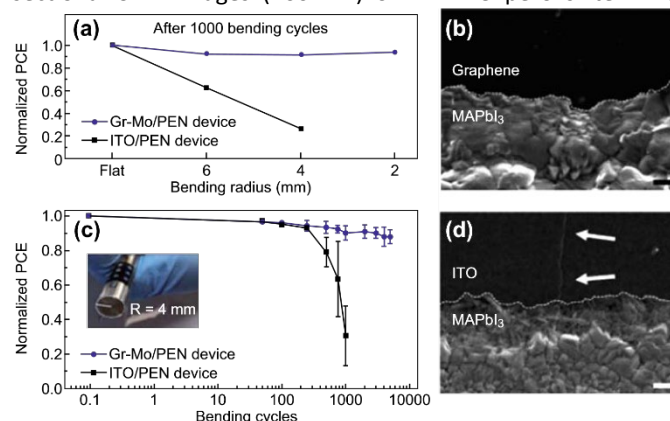 (a)
After 1000 bending cycles
Normalized PCE
1.0
0.8
0.6
0.4
0.2
0
Gr-Mo/PEN device
ITO/PEN device
Flat 6 4 2
Bending radius (mm)
(b)
Graphene
MAPbI3
(c)
Normalized PCE
1.0
0.8
0.6
0.4
0.2
0.0
R = 4 mm
Gr-Mo/PEN device
ITO/PEN device
0.1 1 10 100 1000 10000
Bending cycles
(d)
ITO
MAPbI3